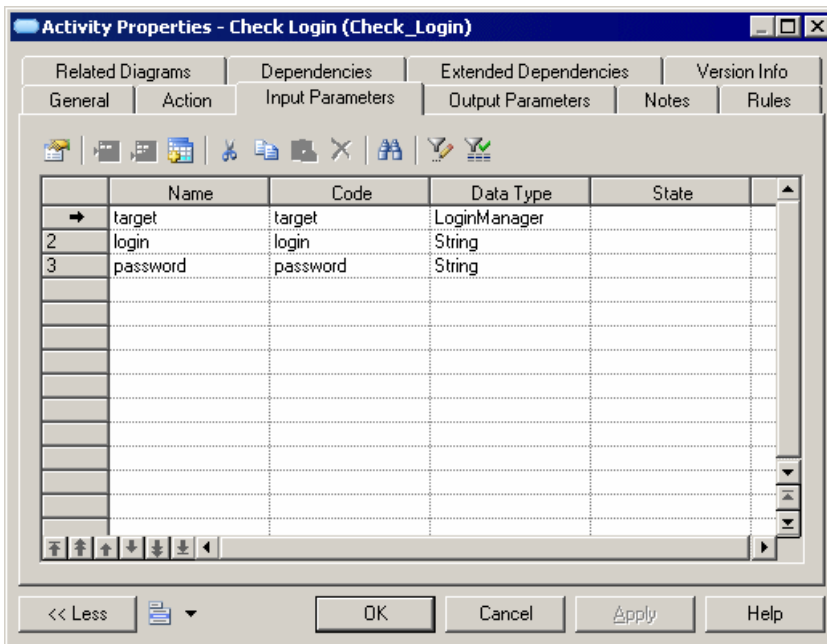 Activity Properties - Check Login (Check_Login)
Related Diagrams Dependencies Extended Dependencies Version Info
General Action Input Parameters Output Parameters Notes Rules
Name Code Data Type State
target target LoginManager
2 login login String
3 password password String
<< Less OK Cancel Apply Help